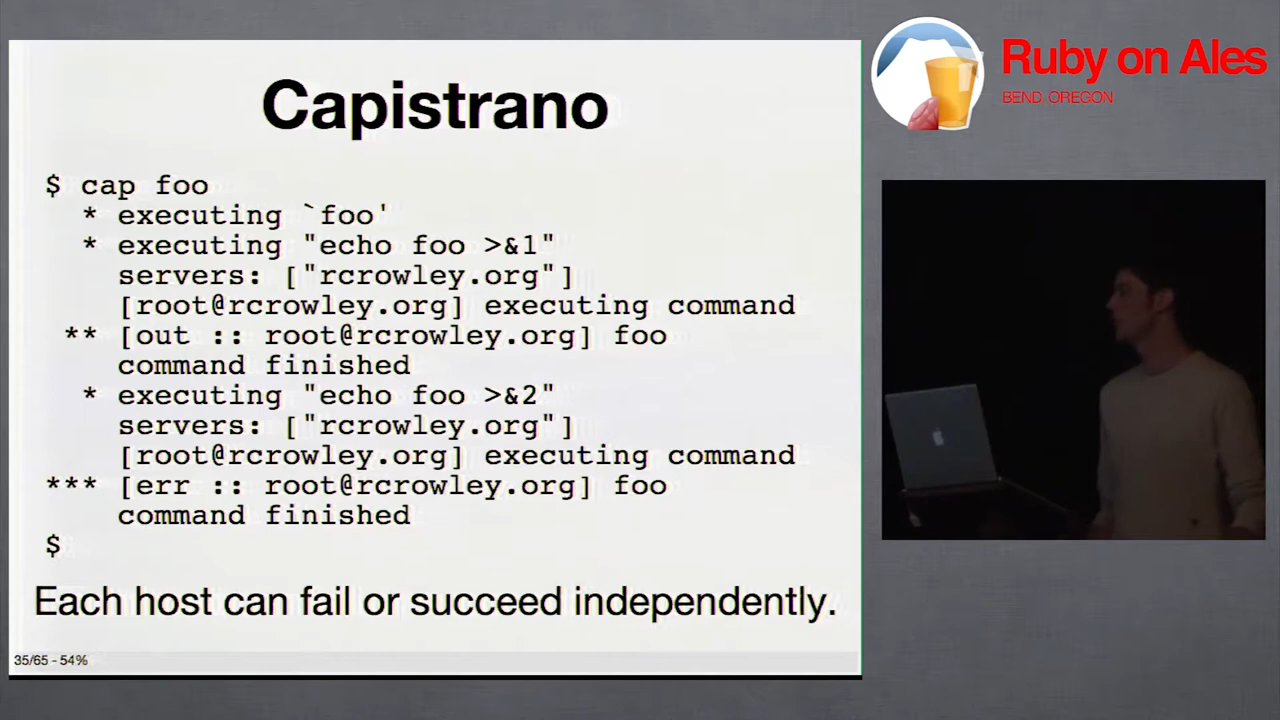 Capistrano
$ cap foo
* executing `foo'
* executing "echo foo >&1"
servers: ["rcrowley.org"]
[root@rcrowley.org] executing command
** [out :: root@rcrowley.org] foo
command finished
* executing "echo foo >&2"
servers: ["rcrowley.org"]
[root@rcrowley.org] executing command
*** [err :: root@rcrowley.org] foo
command finished
$
Each host can fail or succeed independently.
35/65 - 54%
Ruby on Ales
BEND OREGON